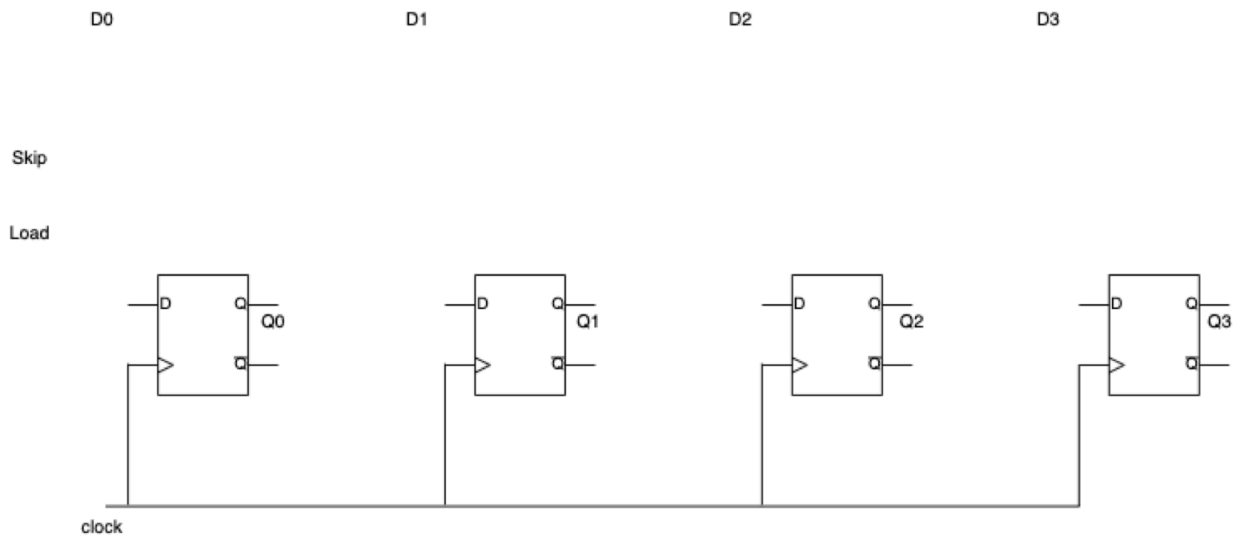 D0 D1 D2 D3
Skip
Load
D Q D Q D Q D Q
Q0 Q1 Q2 Q3
Q̅ Q̅ Q̅ Q̅
clock